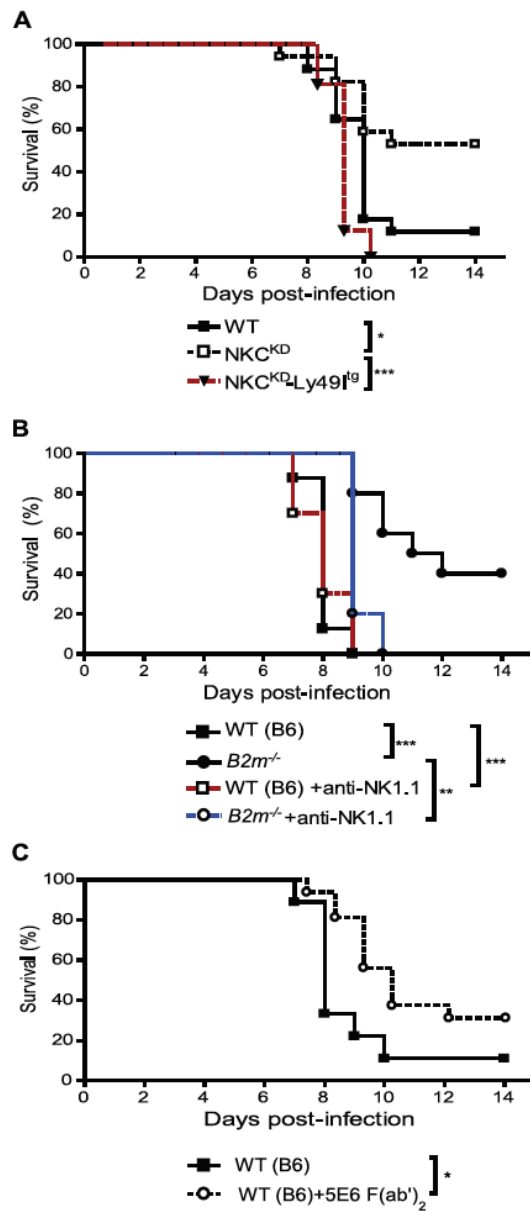 A
Survival (%)
100
80
60
40
20
0
0 2 4 6 8 10 12 14
Days post-infection
WT
NKC^KD
NKC^KD-Ly49I^tg
*
***
B
Survival (%)
100
80
60
40
20
0
0 2 4 6 8 10 12 14
Days post-infection
WT (B6)
B2m-/-
WT (B6) +anti-NK1.1
B2m-/- +anti-NK1.1
***
**
***
C
Survival (%)
100
80
60
40
20
0
0 2 4 6 8 10 12 14
Days post-infection
WT (B6)
WT (B6)+5E6 F(ab')2
*